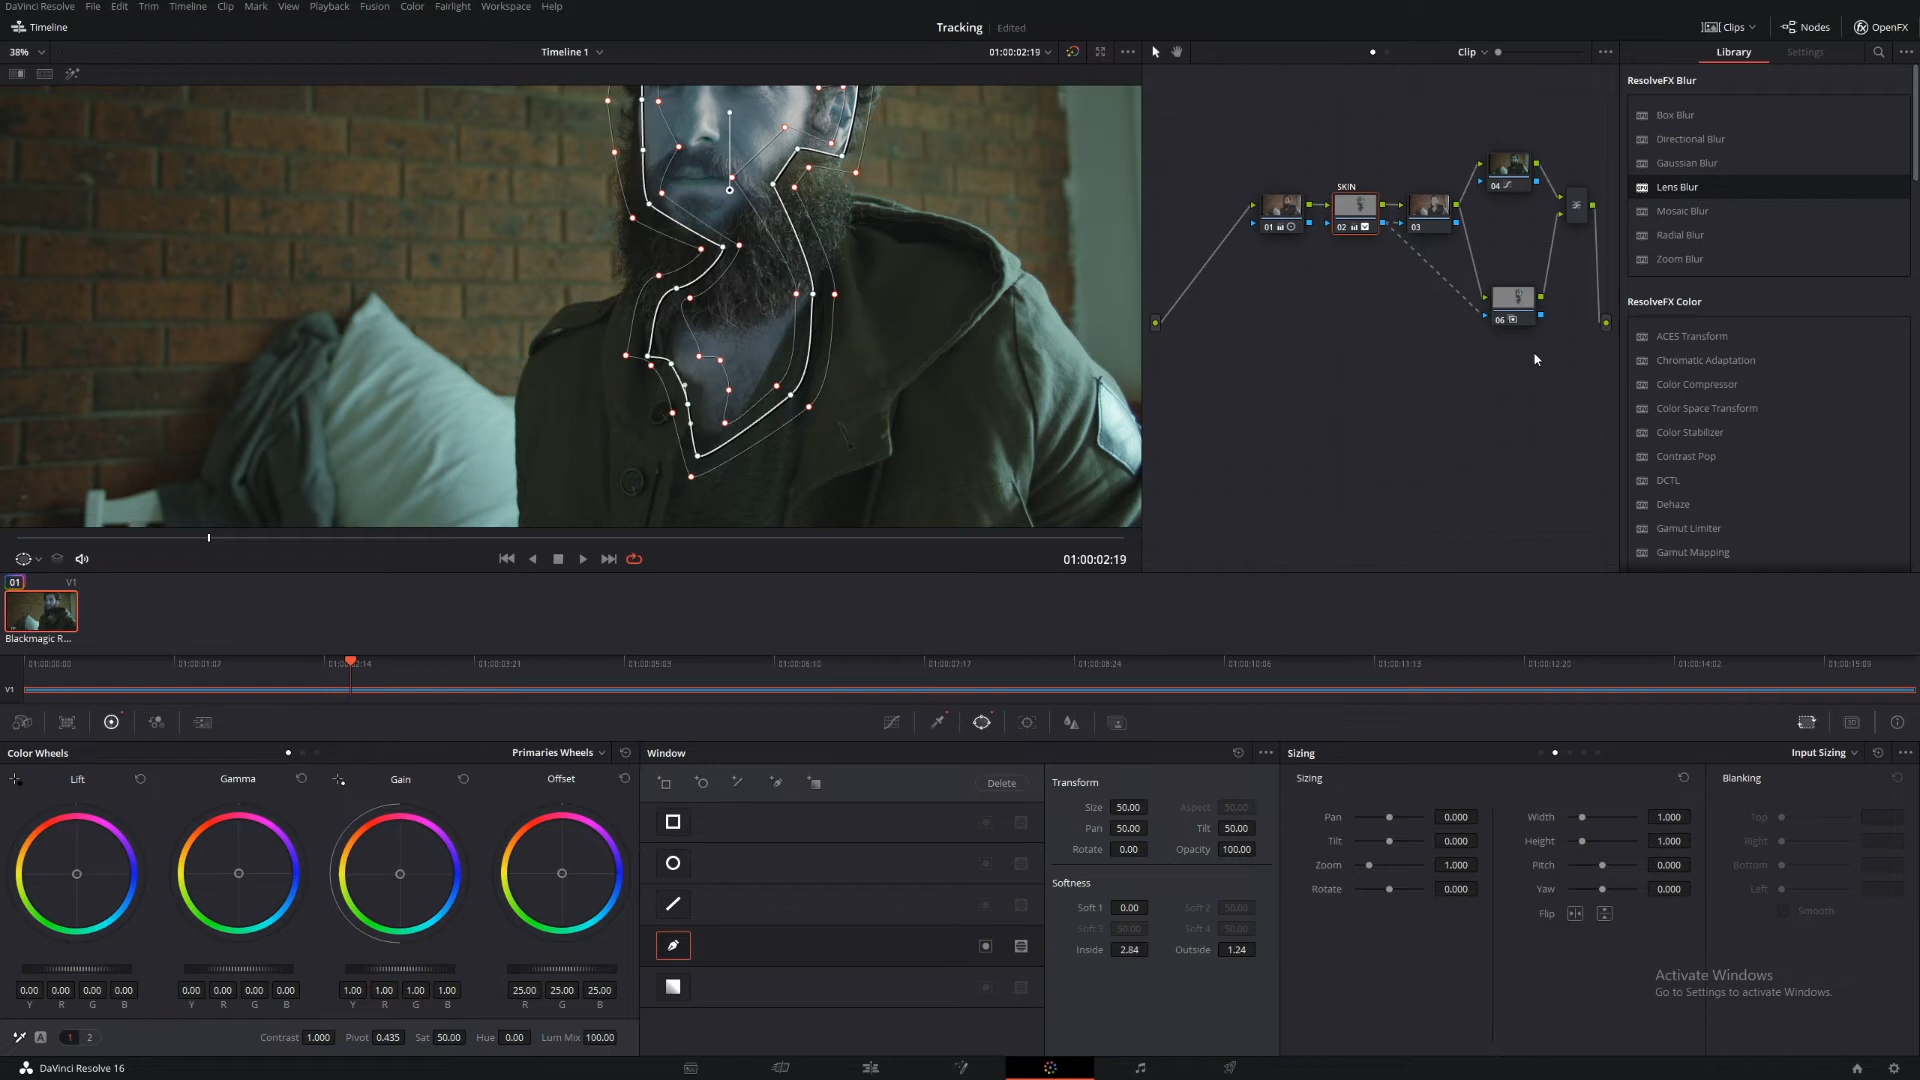 DaVinci Resolve File Edit Trim Timeline Clip Mark View Playback Fusion Color Fairlight Workspace Help
Timeline Tracking Edited Clips Nodes OpenFX
38% Timeline 1 01:00:02:19 Clip Library Settings
ResolveFX Blur
Box Blur
Directional Blur
Gaussian Blur
Lens Blur
Mosaic Blur
Radial Blur
Zoom Blur
ResolveFX Color
ACES Transform
Chromatic Adaptation
Color Compressor
Color Space Transform
Color Stabilizer
Contrast Pop
DCTL
Dehaze
Gamut Limiter
Gamut Mapping
SKIN
04
01 02 03
06
01:00:02:19
01 V1
Blackmagic R...
01:00:00:00 01:00:01:07 01:00:02:14 01:00:03:21 01:00:05:03 01:00:06:10 01:00:07:17 01:00:08:24 01:00:10:06 01:00:11:13 01:00:12:20 01:00:14:02 01:00:15:09
V1
Color Wheels Primaries Wheels Window Sizing Input Sizing
Lift Gamma Gain Offset
0.00 0.00 0.00 0.00 0.00 0.00 0.00 0.00 1.00 1.00 1.00 1.00 25.00 25.00 25.00
Y R G B Y R G B Y R G B R G B
A 1 2 Contrast 1.000 Pivot 0.435 Sat 50.00 Hue 0.00 Lum Mix 100.00
Delete
Transform
Size 50.00 Aspect 50.00
Pan 50.00 Tilt 50.00
Rotate 0.00 Opacity 100.00
Softness
Soft 1 0.00 Soft 2 50.00
Soft 3 50.00 Soft 4 50.00
Inside 2.84 Outside 1.24
Sizing Blanking
Pan 0.000 Width 1.000 Top
Tilt 0.000 Height 1.000 Right
Zoom 1.000 Pitch 0.000 Bottom
Rotate 0.000 Yaw 0.000 Left
Flip Smooth
Activate Windows
Go to Settings to activate Windows.
DaVinci Resolve 16